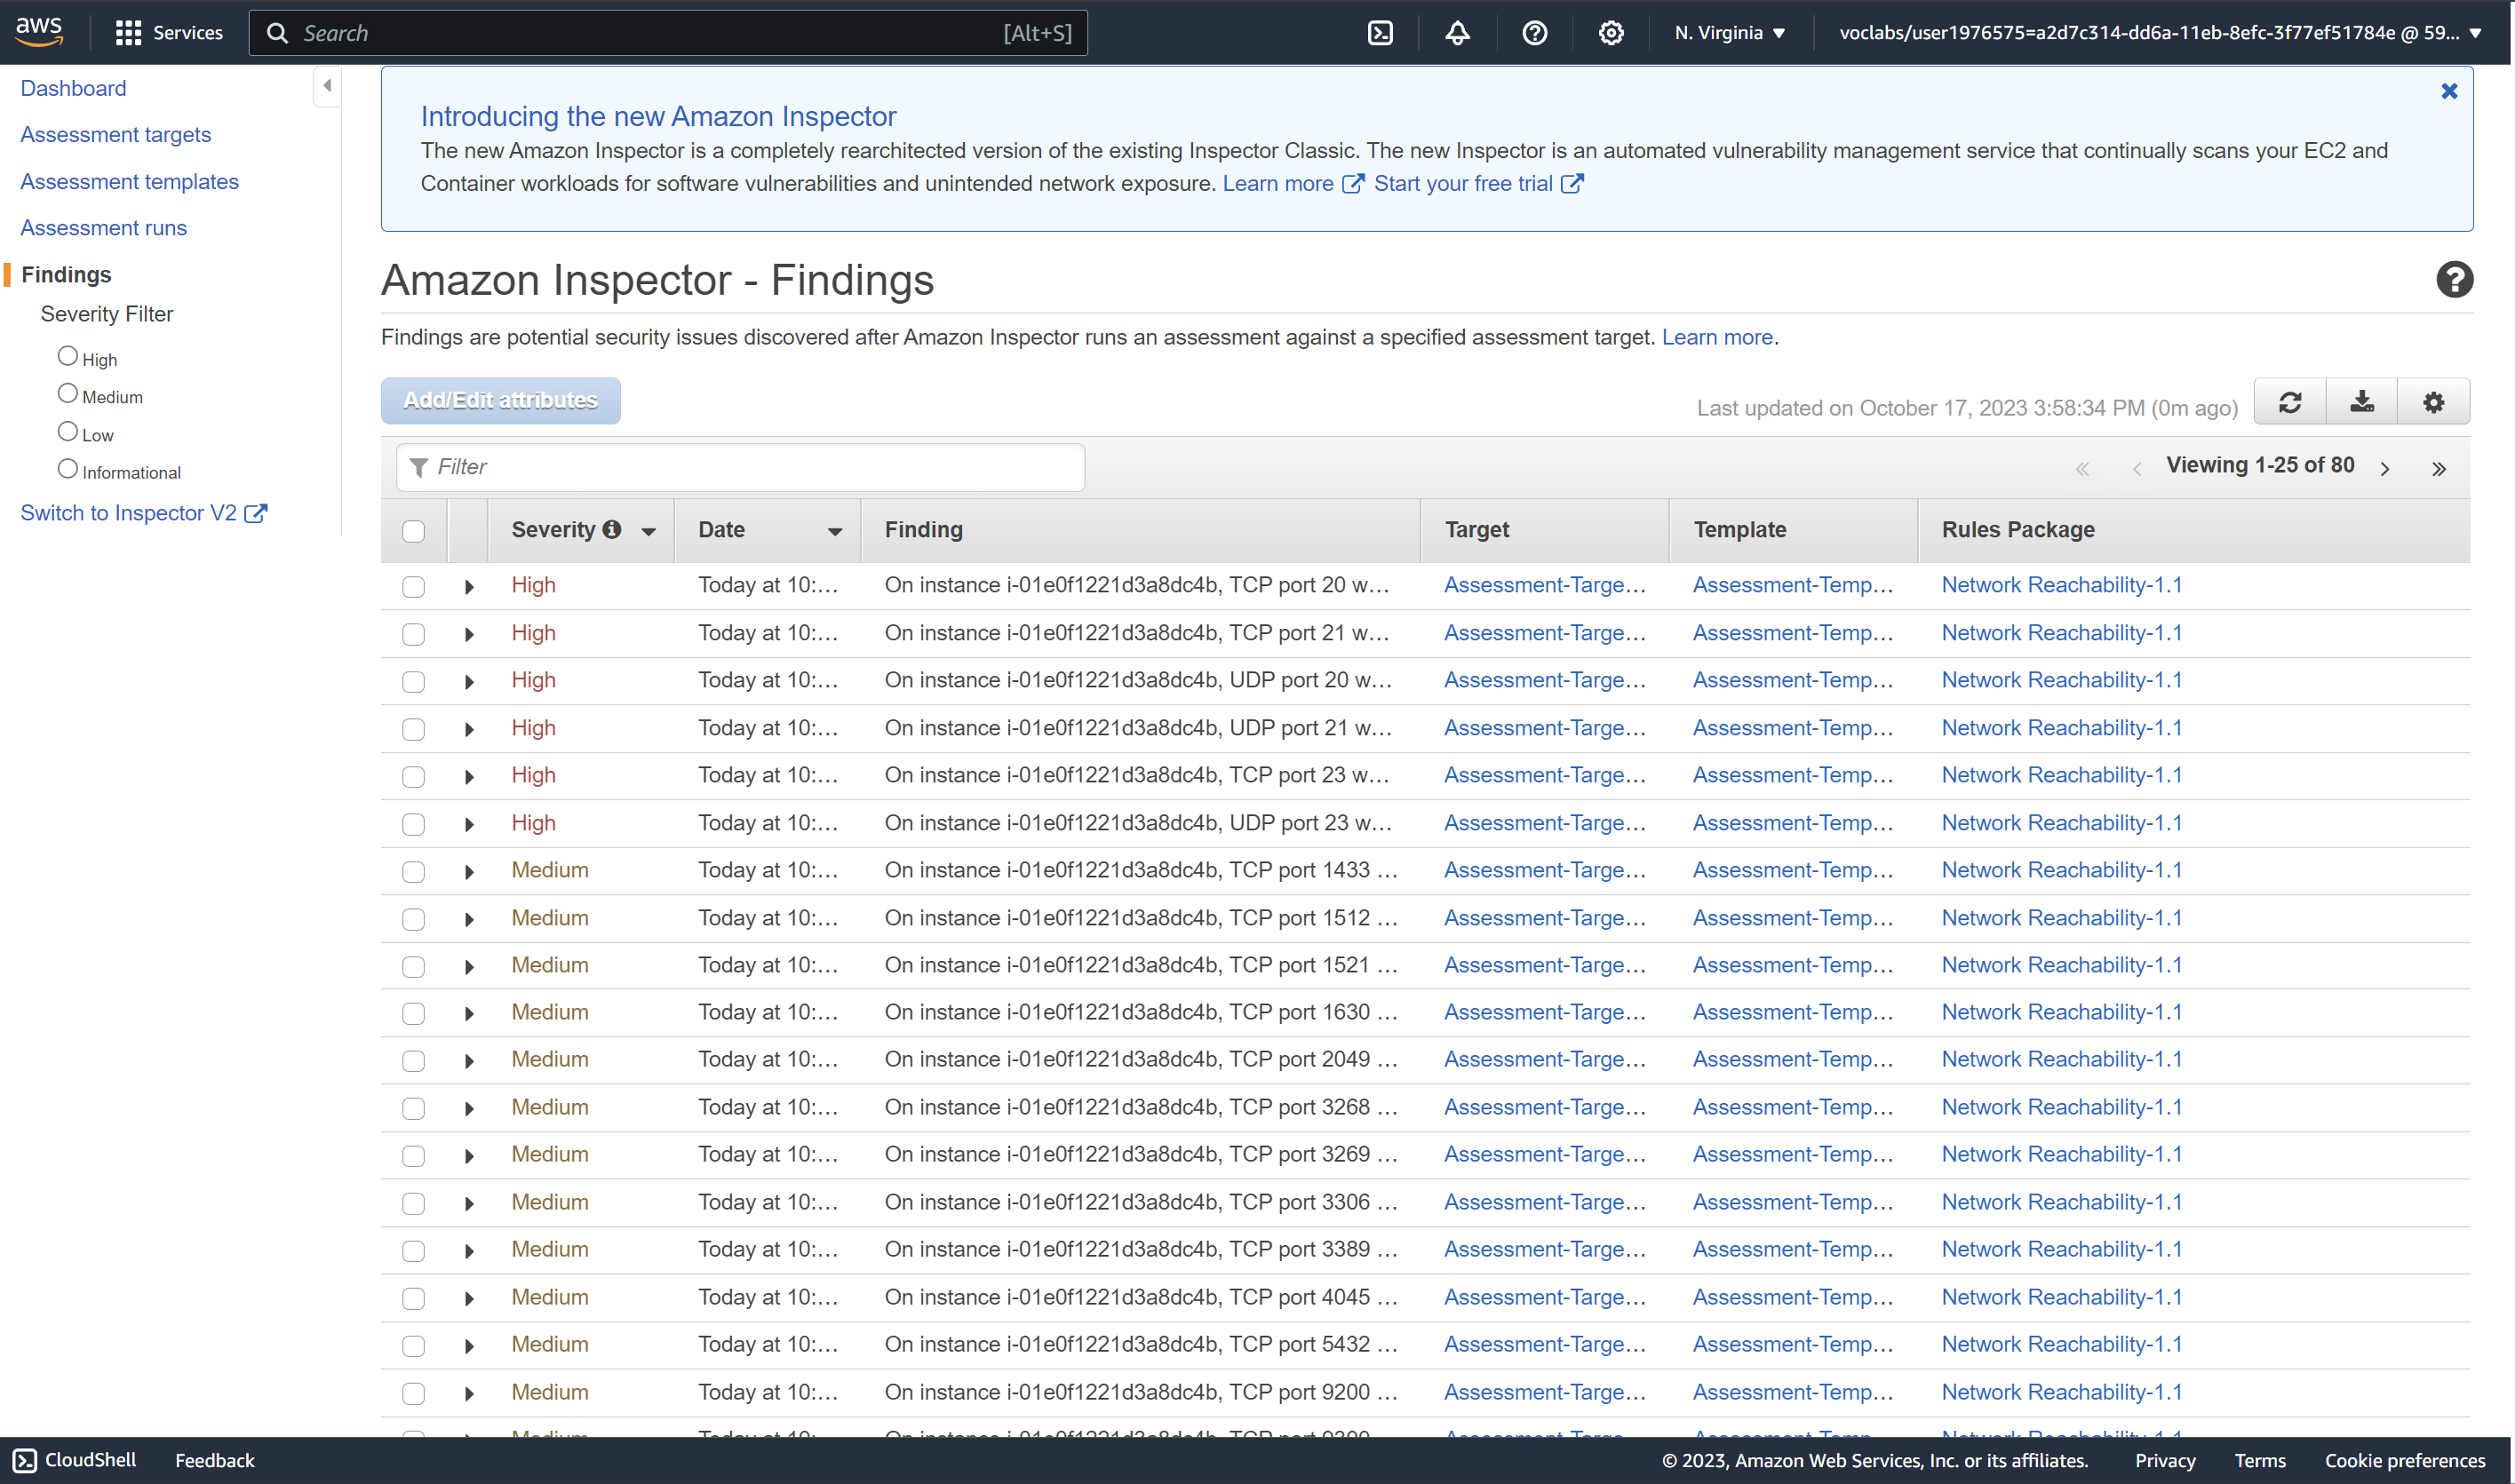 aws Services Search [Alt+S] N. Virginia ▼ voclabs/user1976575=a2d7c314-dd6a-11eb-8efc-3f77ef51784e @ 59... ▼
Dashboard
Assessment targets
Assessment templates
Assessment runs
Findings
Severity Filter
High
Medium
Low
Informational
Switch to Inspector V2
Introducing the new Amazon Inspector
The new Amazon Inspector is a completely rearchitected version of the existing Inspector Classic. The new Inspector is an automated vulnerability management service that continually scans your EC2 and
Container workloads for software vulnerabilities and unintended network exposure. Learn more Start your free trial
Amazon Inspector - Findings
Findings are potential security issues discovered after Amazon Inspector runs an assessment against a specified assessment target. Learn more.
Add/Edit attributes Last updated on October 17, 2023 3:58:34 PM (0m ago)
Filter « ‹ Viewing 1-25 of 80 › »
Severity Date Finding Target Template Rules Package
High Today at 10:... On instance i-01e0f1221d3a8dc4b, TCP port 20 w... Assessment-Targe... Assessment-Temp... Network Reachability-1.1
High Today at 10:... On instance i-01e0f1221d3a8dc4b, TCP port 21 w... Assessment-Targe... Assessment-Temp... Network Reachability-1.1
High Today at 10:... On instance i-01e0f1221d3a8dc4b, UDP port 20 w... Assessment-Targe... Assessment-Temp... Network Reachability-1.1
High Today at 10:... On instance i-01e0f1221d3a8dc4b, UDP port 21 w... Assessment-Targe... Assessment-Temp... Network Reachability-1.1
High Today at 10:... On instance i-01e0f1221d3a8dc4b, TCP port 23 w... Assessment-Targe... Assessment-Temp... Network Reachability-1.1
High Today at 10:... On instance i-01e0f1221d3a8dc4b, UDP port 23 w... Assessment-Targe... Assessment-Temp... Network Reachability-1.1
Medium Today at 10:... On instance i-01e0f1221d3a8dc4b, TCP port 1433 ... Assessment-Targe... Assessment-Temp... Network Reachability-1.1
Medium Today at 10:... On instance i-01e0f1221d3a8dc4b, TCP port 1512 ... Assessment-Targe... Assessment-Temp... Network Reachability-1.1
Medium Today at 10:... On instance i-01e0f1221d3a8dc4b, TCP port 1521 ... Assessment-Targe... Assessment-Temp... Network Reachability-1.1
Medium Today at 10:... On instance i-01e0f1221d3a8dc4b, TCP port 1630 ... Assessment-Targe... Assessment-Temp... Network Reachability-1.1
Medium Today at 10:... On instance i-01e0f1221d3a8dc4b, TCP port 2049 ... Assessment-Targe... Assessment-Temp... Network Reachability-1.1
Medium Today at 10:... On instance i-01e0f1221d3a8dc4b, TCP port 3268 ... Assessment-Targe... Assessment-Temp... Network Reachability-1.1
Medium Today at 10:... On instance i-01e0f1221d3a8dc4b, TCP port 3269 ... Assessment-Targe... Assessment-Temp... Network Reachability-1.1
Medium Today at 10:... On instance i-01e0f1221d3a8dc4b, TCP port 3306 ... Assessment-Targe... Assessment-Temp... Network Reachability-1.1
Medium Today at 10:... On instance i-01e0f1221d3a8dc4b, TCP port 3389 ... Assessment-Targe... Assessment-Temp... Network Reachability-1.1
Medium Today at 10:... On instance i-01e0f1221d3a8dc4b, TCP port 4045 ... Assessment-Targe... Assessment-Temp... Network Reachability-1.1
Medium Today at 10:... On instance i-01e0f1221d3a8dc4b, TCP port 5432 ... Assessment-Targe... Assessment-Temp... Network Reachability-1.1
Medium Today at 10:... On instance i-01e0f1221d3a8dc4b, TCP port 9200 ... Assessment-Targe... Assessment-Temp... Network Reachability-1.1
CloudShell Feedback © 2023, Amazon Web Services, Inc. or its affiliates. Privacy Terms Cookie preferences